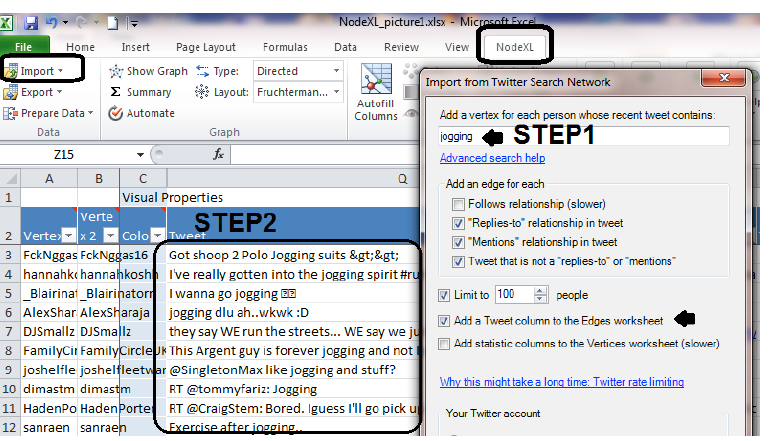 NodeXL_picture1.xlsx - Microsoft Excel
File Home Insert Page Layout Formulas Data Review View NodeXL
Import Show Graph Type: Directed
Export Summary Layout: Fruchterman...
Prepare Data Automate Autofill Columns
Data Graph
Z15 fx
A B C Q
1 Visual Properties
2 Vertex Vertex 2 Colo Tweet
STEP2
3 FckNggas FckNggas16 Got shoop 2 Polo Jogging suits &gt;&gt;
4 hannahko hannahkoshn I've really gotten into the jogging spirit #ru
5 _Blairinat _Blairinatorn I wanna go jogging
6 AlexShar AlexSharaja jogging dlu ah..wkwk :D
7 DJSmallz DJSmallz they say WE run the streets... WE say we ju
8 FamilyCir FamilyCircleUK This Argent guy is forever jogging and not
9 joshelfle joshelfleetwar @SingletonMax like jogging and stuff?
10 dimastm dimastm RT @tommyfariz: Jogging
11 HadenPo HadenPorter RT @CraigStem: Bored. Iguess I'll go pick up
12 sanraen sanraen Exercise after jogging..
Import from Twitter Search Network
Add a vertex for each person whose recent tweet contains:
jogging STEP1
Advanced search help
Add an edge for each
Follows relationship (slower)
"Replies-to" relationship in tweet
"Mentions" relationship in tweet
Tweet that is not a "replies-to" or "mentions"
Limit to 100 people
Add a Tweet column to the Edges worksheet
Add statistic columns to the Vertices worksheet (slower)
Why this might take a long time: Twitter rate limiting
Your Twitter account